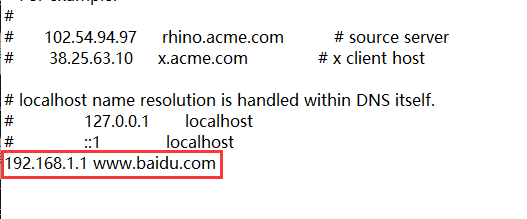 #
# 102.54.94.97 rhino.acme.com # source server
# 38.25.63.10 x.acme.com # x client host
# localhost name resolution is handled within DNS itself.
# 127.0.0.1 localhost
# ::1 localhost
192.168.1.1 www.baidu.com